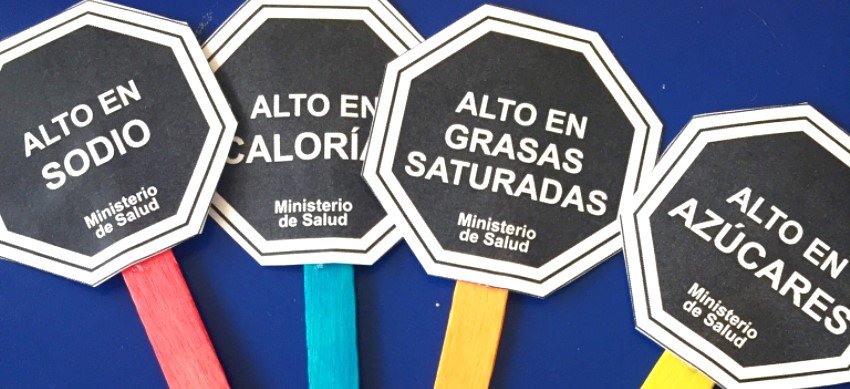 ALTO EN
SODIO
Ministerio
de Salud
ALTO EN
CALORÍA
Ministerio
de Salud
ALTO EN
GRASAS
SATURADAS
Ministerio
de Salud
ALTO EN
AZÚCARES
Ministerio
de Salud